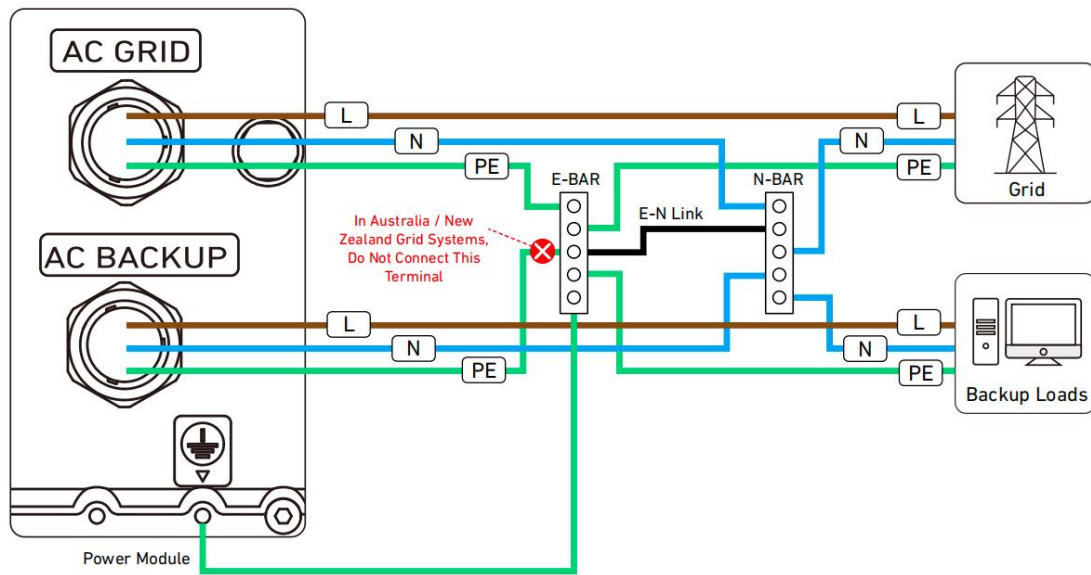 AC GRID
L
L
N
N
PE
PE
Grid
E-BAR
N-BAR
E-N Link
In Australia / New
Zealand Grid Systems,
Do Not Connect This
Terminal
AC BACKUP
L
L
N
N
PE
PE
Backup Loads
Power Module